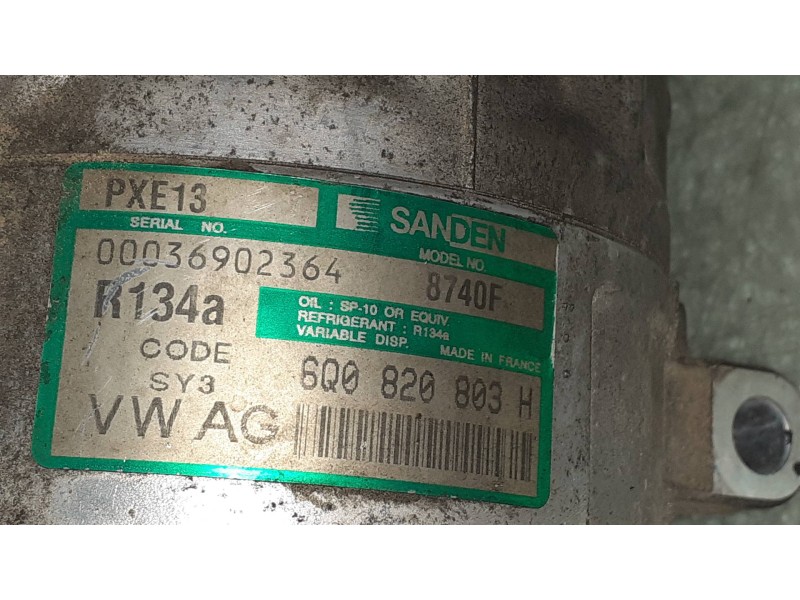 PXE13
SANDEN
SERIAL NO.
MODEL NO.
00036902364
8740F
R134a
OIL : SP-10 OR EQUIV.
REFRIGERANT : R134a
VARIABLE DISP.
MADE IN FRANCE
CODE
SY3
6Q0 820 803 H
VW AG